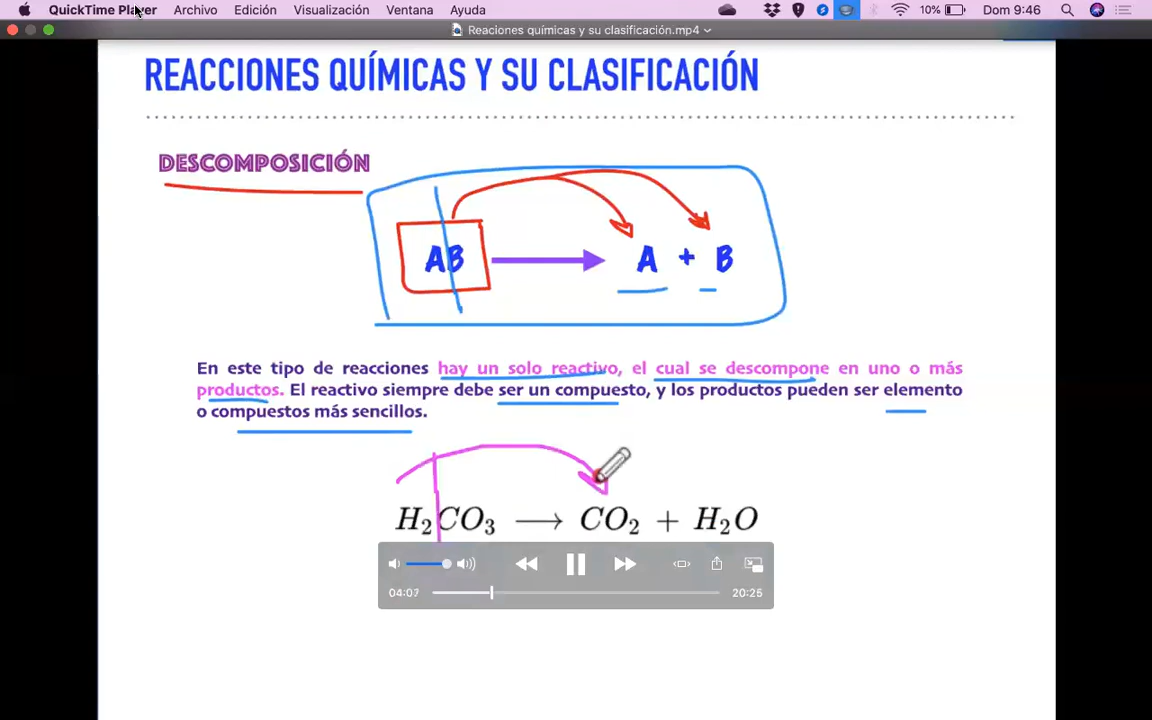 QuickTime Player Archivo Edición Visualización Ventana Ayuda 10% Dom 9:46
Reaciones químicas y su clasificación.mp4
REACCIONES QUÍMICAS Y SU CLASIFICACIÓN
DESCOMPOSICIÓN
AB A + B
En este tipo de reacciones hay un solo reactivo, el cual se descompone en uno o más
productos. El reactivo siempre debe ser un compuesto, y los productos pueden ser elemento
o compuestos más sencillos.
H₂CO₃ → CO₂ + H₂O
04:07 20:25